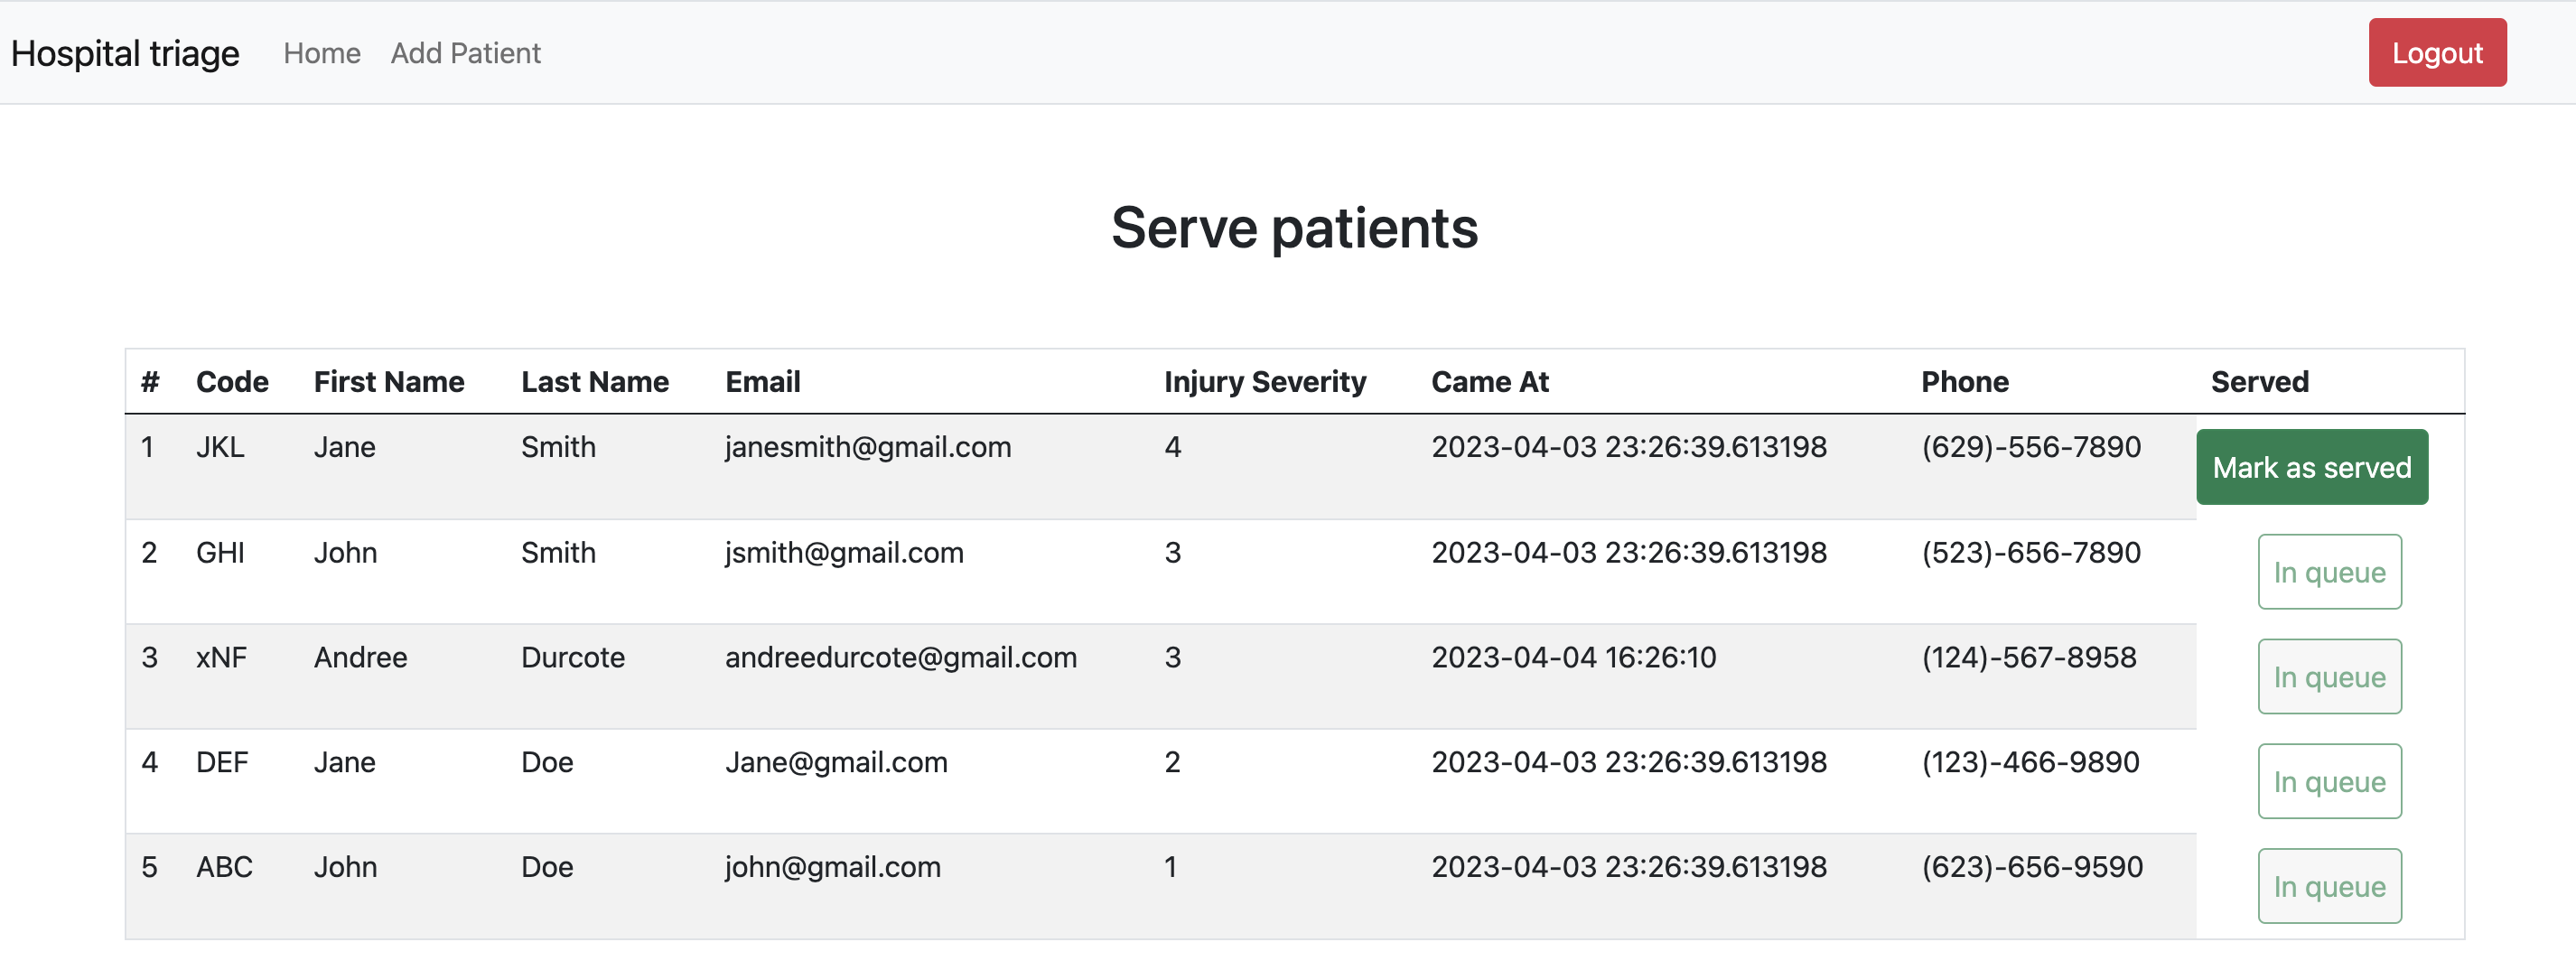 Hospital triage Home Add Patient Logout
Serve patients
# Code First Name Last Name Email Injury Severity Came At Phone Served
1 JKL Jane Smith janesmith@gmail.com 4 2023-04-03 23:26:39.613198 (629)-556-7890 Mark as served
2 GHI John Smith jsmith@gmail.com 3 2023-04-03 23:26:39.613198 (523)-656-7890 In queue
3 xNF Andree Durcote andreedurcote@gmail.com 3 2023-04-04 16:26:10 (124)-567-8958 In queue
4 DEF Jane Doe Jane@gmail.com 2 2023-04-03 23:26:39.613198 (123)-466-9890 In queue
5 ABC John Doe john@gmail.com 1 2023-04-03 23:26:39.613198 (623)-656-9590 In queue